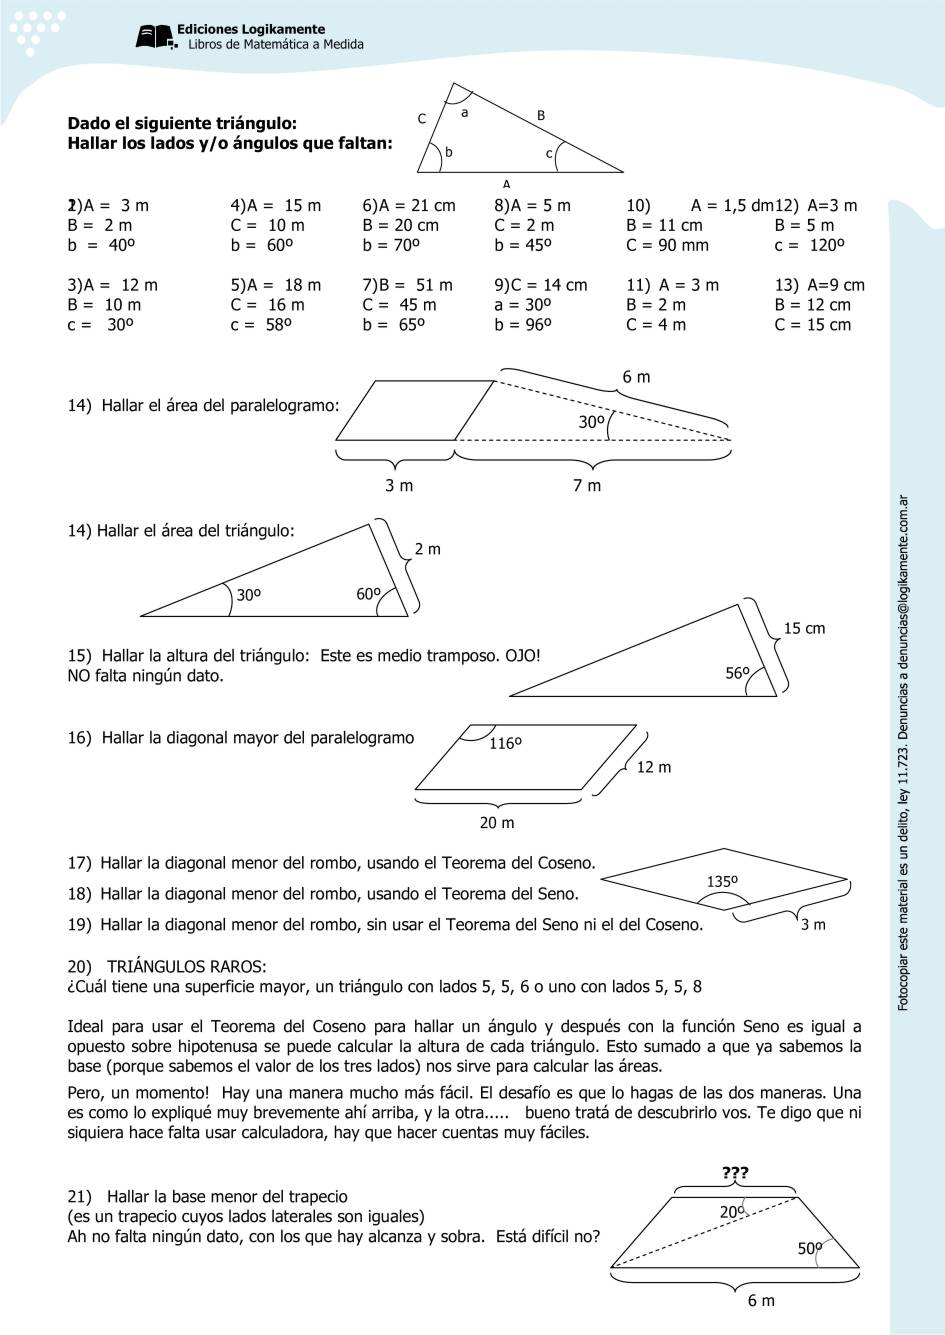 Ediciones Logikamente
Libros de Matemática a Medida
Dado el siguiente triángulo:
Hallar los lados y/o ángulos que faltan:
C
a
B
b
c
A
)A = 3 m
B = 2 m
b = 40º
4)A = 15 m
C = 10 m
b = 60º
6)A = 21 cm
B = 20 cm
b = 70º
8)A = 5 m
C = 2 m
b = 45º
10) A = 1,5 dm
B = 11 cm
C = 90 mm
12) A=3 m
B = 5 m
c = 120º
3)A = 12 m
B = 10 m
c = 30º
5)A = 18 m
C = 16 m
c = 58º
7)B = 51 m
C = 45 m
b = 65º
9)C = 14 cm
a = 30º
b = 96º
11) A = 3 m
B = 2 m
C = 4 m
13) A=9 cm
B = 12 cm
C = 15 cm
14) Hallar el área del paralelogramo:
6 m
30º
3 m
7 m
14) Hallar el área del triángulo:
2 m
30º
60º
15) Hallar la altura del triángulo: Este es medio tramposo. OJO!
NO falta ningún dato.
15 cm
56º
16) Hallar la diagonal mayor del paralelogramo
116º
12 m
20 m
17) Hallar la diagonal menor del rombo, usando el Teorema del Coseno.
18) Hallar la diagonal menor del rombo, usando el Teorema del Seno.
19) Hallar la diagonal menor del rombo, sin usar el Teorema del Seno ni el del Coseno.
135º
3 m
20) TRIÁNGULOS RAROS:
¿Cuál tiene una superficie mayor, un triángulo con lados 5, 5, 6 o uno con lados 5, 5, 8
Ideal para usar el Teorema del Coseno para hallar un ángulo y después con la función Seno es igual a
opuesto sobre hipotenusa se puede calcular la altura de cada triángulo. Esto sumado a que ya sabemos la
base (porque sabemos el valor de los tres lados) nos sirve para calcular las áreas.
Pero, un momento! Hay una manera mucho más fácil. El desafío es que lo hagas de las dos maneras. Una
es como lo expliqué muy brevemente ahí arriba, y la otra..... bueno tratá de descubrirlo vos. Te digo que ni
siquiera hace falta usar calculadora, hay que hacer cuentas muy fáciles.
21) Hallar la base menor del trapecio
(es un trapecio cuyos lados laterales son iguales)
Ah no falta ningún dato, con los que hay alcanza y sobra. Está difícil no?
???
20º
50º
6 m
Fotocopiar este material es un delito, ley 11.723. Denuncias a denuncias@logikamente.com.ar